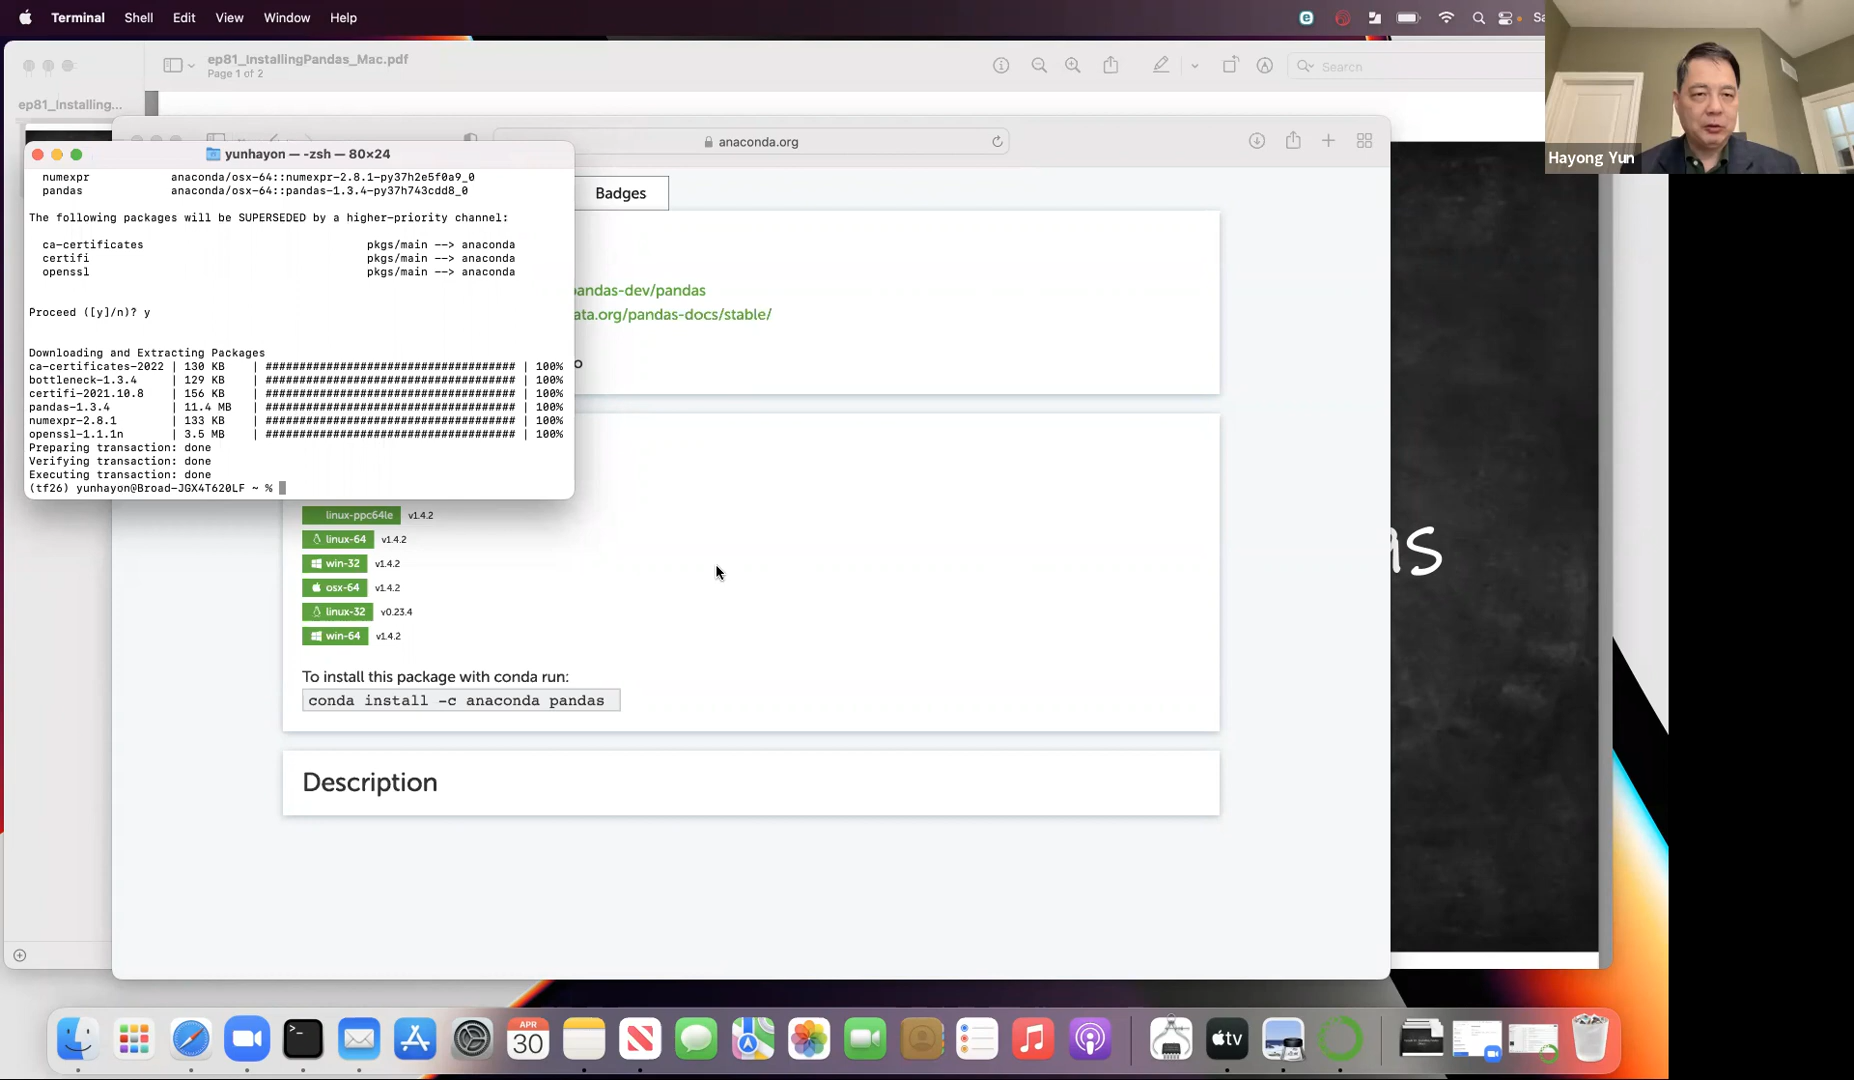 Terminal Shell Edit View Window Help
ep81_InstallingPandas_Mac.pdf
Page 1 of 2
Search
ep81_Installing...
Hayong Yun
anaconda.org
yunhayon — -zsh — 80×24
numexpr anaconda/osx-64::numexpr-2.8.1-py37h2e5f0a9_0
pandas anaconda/osx-64::pandas-1.3.4-py37h743cdd8_0
The following packages will be SUPERSEDED by a higher-priority channel:
ca-certificates pkgs/main --> anaconda
certifi pkgs/main --> anaconda
openssl pkgs/main --> anaconda
Proceed ([y]/n)? y
Downloading and Extracting Packages
ca-certificates-2022 | 130 KB | ##################################### | 100%
bottleneck-1.3.4 | 129 KB | ##################################### | 100%
certifi-2021.10.8 | 156 KB | ##################################### | 100%
pandas-1.3.4 | 11.4 MB | ##################################### | 100%
numexpr-2.8.1 | 133 KB | ##################################### | 100%
openssl-1.1.1n | 3.5 MB | ##################################### | 100%
Preparing transaction: done
Verifying transaction: done
Executing transaction: done
(tf26) yunhayon@Broad-JGX4T620LF ~ %
Badges
pandas-dev/pandas
ata.org/pandas-docs/stable/
o
linux-ppc64le v1.4.2
linux-64 v1.4.2
win-32 v1.4.2
osx-64 v1.4.2
linux-32 v0.23.4
win-64 v1.4.2
To install this package with conda run:
conda install -c anaconda pandas
Description
as
APR
30
tv